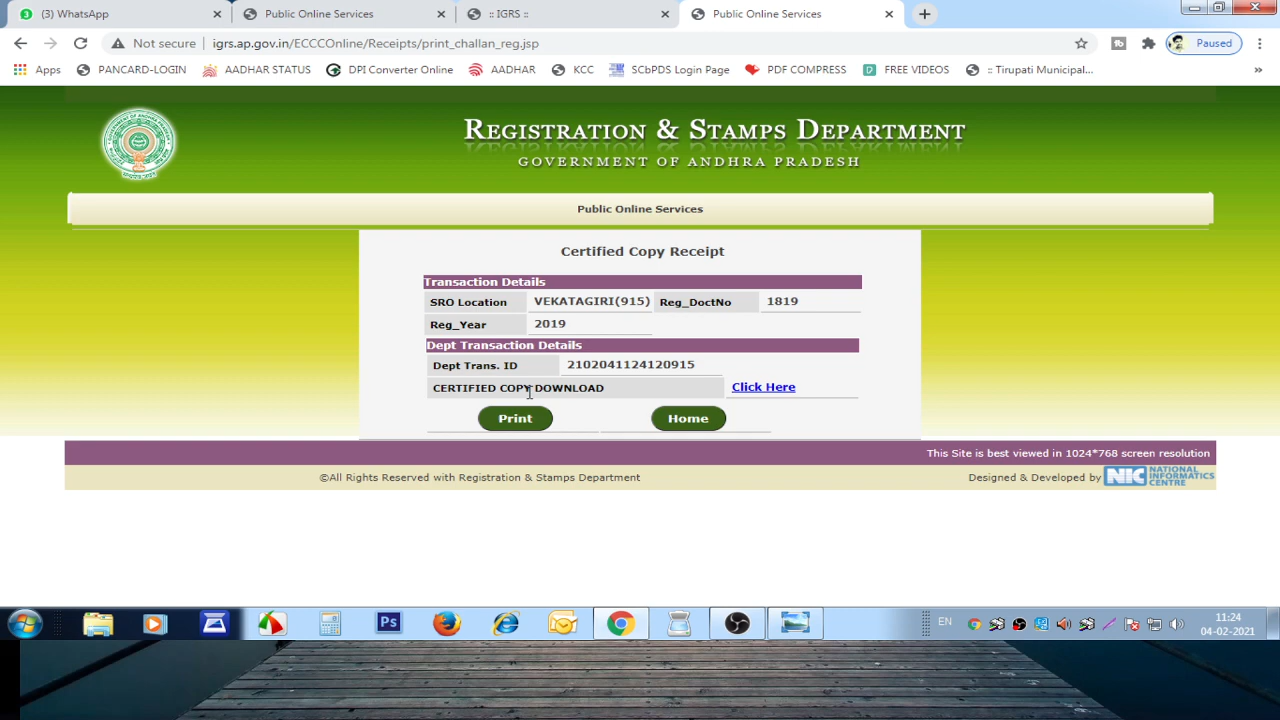 (3) WhatsApp
Public Online Services
:: IGRS ::
Public Online Services
Not secure
igrs.ap.gov.in/ECCCOnline/Receipts/print_challan_reg.jsp
Paused
Apps
PANCARD-LOGIN
AADHAR STATUS
DPI Converter Online
AADHAR
KCC
SCbPDS Login Page
PDF COMPRESS
FREE VIDEOS
:: Tirupati Municipal...
»
REGISTRATION & STAMPS DEPARTMENT
GOVERNMENT OF ANDHRA PRADESH
Public Online Services
Certified Copy Receipt
Transaction Details
SRO Location VEKATAGIRI(915) Reg_DoctNo 1819
Reg_Year 2019
Dept Transaction Details
Dept Trans. ID 2102041124120915
CERTIFIED COPY DOWNLOAD Click Here
Print Home
This Site is best viewed in 1024*768 screen resolution
©All Rights Reserved with Registration & Stamps Department
Designed & Developed by NIC NATIONAL
INFORMATICS
CENTRE
Ps
EN
11:24
04-02-2021